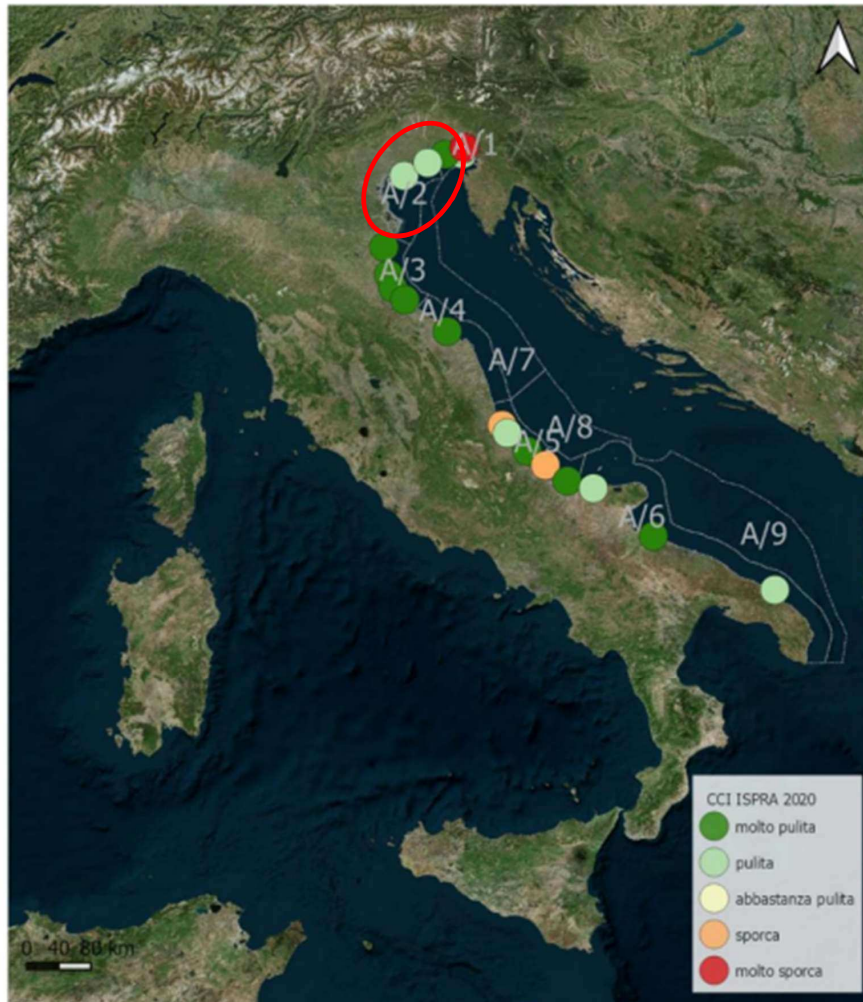 A/1
A/2
A/3
A/4
A/7
A/8
A/5
A/6
A/9
CCI ISPRA 2020
molto pulita
pulita
abbastanza pulita
sporca
molto sporca
0 40 80 km